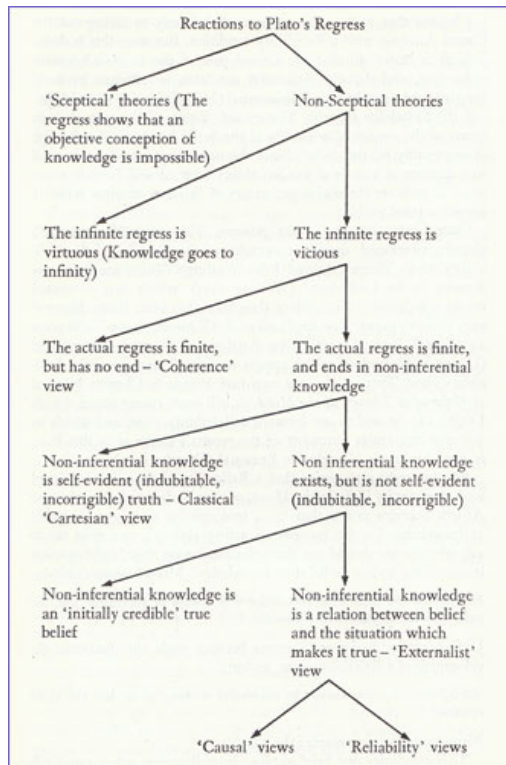 Reactions to Plato's Regress
'Sceptical' theories (The
regress shows that an
objective conception of
knowledge is impossible)
Non-Sceptical theories
The infinite regress is
virtuous (Knowledge goes to
infinity)
The infinite regress is
vicious
The actual regress is finite,
but has no end – 'Coherence'
view
The actual regress is finite,
and ends in non-inferential
knowledge
Non-inferential knowledge
is self-evident (indubitable,
incorrigible) truth – Classical
'Cartesian' view
Non inferential knowledge
exists, but is not self-evident
(indubitable, incorrigible)
Non-inferential knowledge is
an 'initially credible' true
belief
Non-inferential knowledge
is a relation between belief
and the situation which
makes it true – 'Externalist'
view
'Causal' views
'Reliability' views